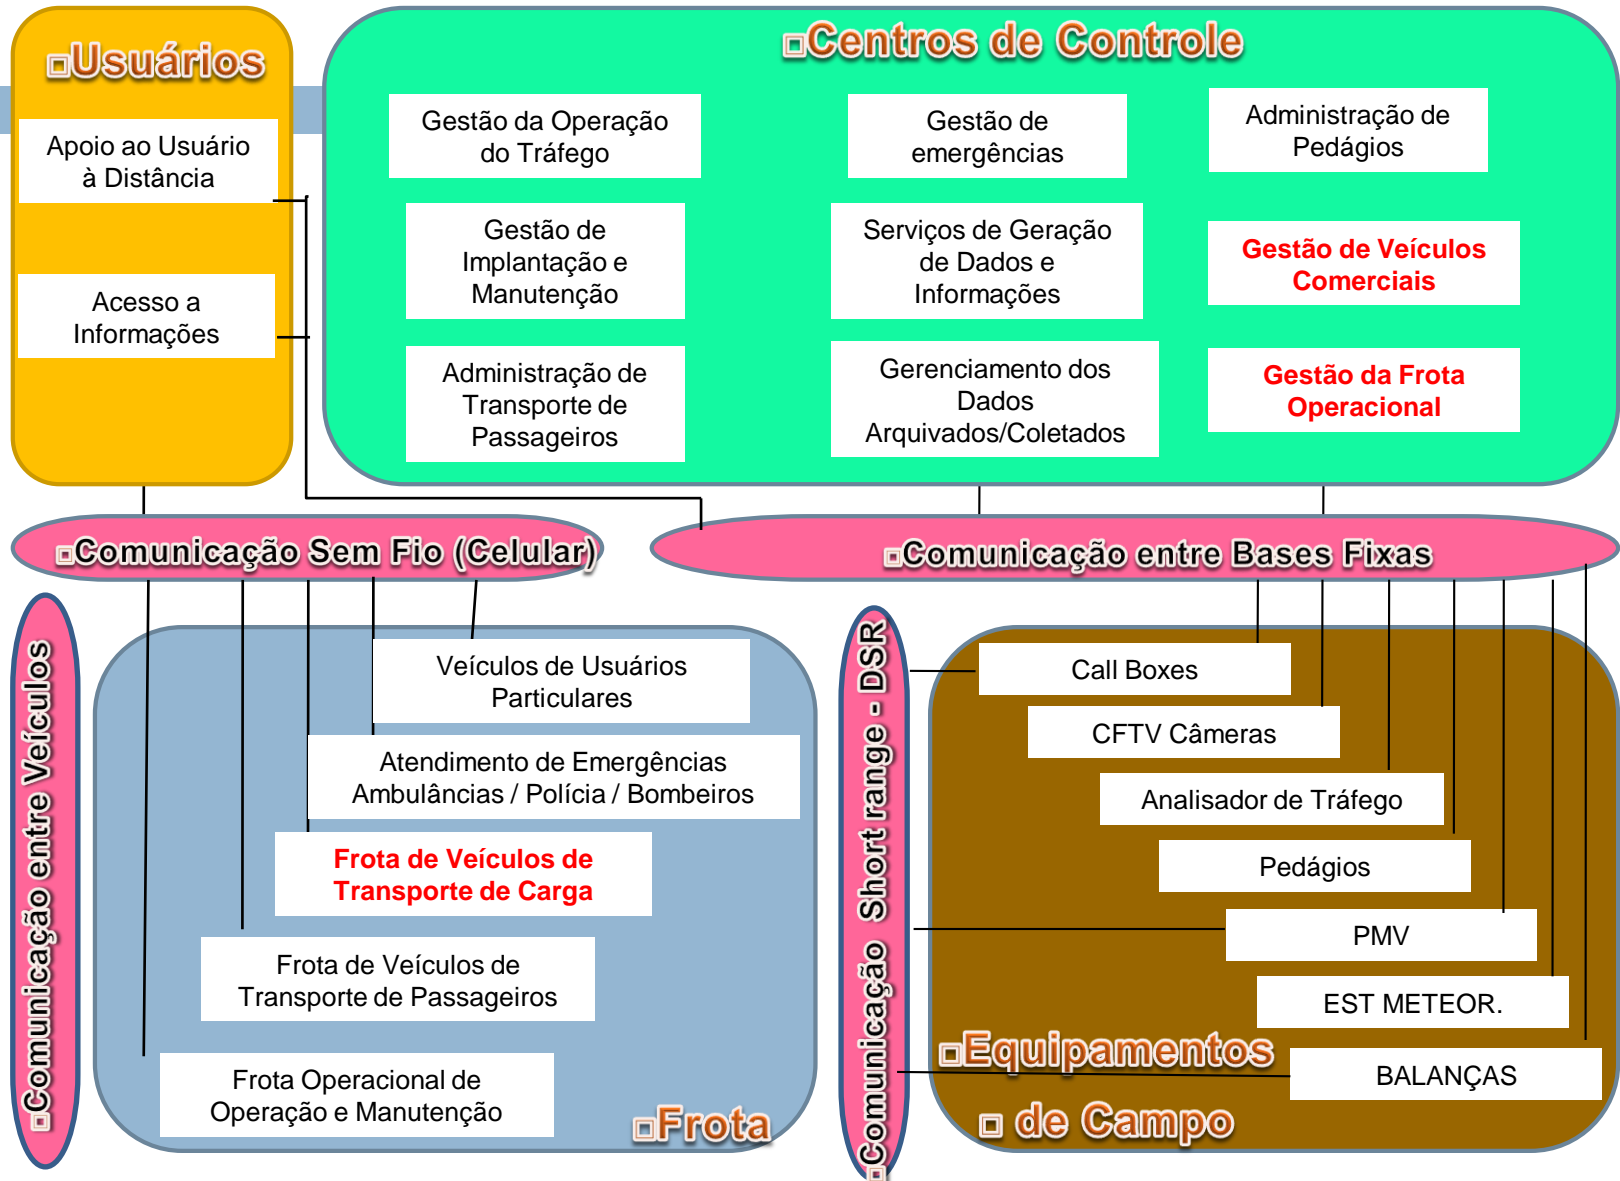 Usuários
Apoio ao Usuário
à Distância
Acesso a
Informações
Centros de Controle
Gestão da Operação
do Tráfego
Gestão de
emergências
Administração de
Pedágios
Gestão de
Implantação e
Manutenção
Serviços de Geração
de Dados e
Informações
Gestão de Veículos
Comerciais
Administração de
Transporte de
Passageiros
Gerenciamento dos
Dados
Arquivados/Coletados
Gestão da Frota
Operacional
Comunicação Sem Fio (Celular)
Comunicação entre Bases Fixas
Comunicação entre Veículos
Veículos de Usuários
Particulares
Atendimento de Emergências
Ambulâncias / Polícia / Bombeiros
Frota de Veículos de
Transporte de Carga
Frota de Veículos de
Transporte de Passageiros
Frota Operacional de
Operação e Manutenção
Frota
Comunicação Short range - DSR
Call Boxes
CFTV Câmeras
Analisador de Tráfego
Pedágios
PMV
EST METEOR.
BALANÇAS
Equipamentos
de Campo